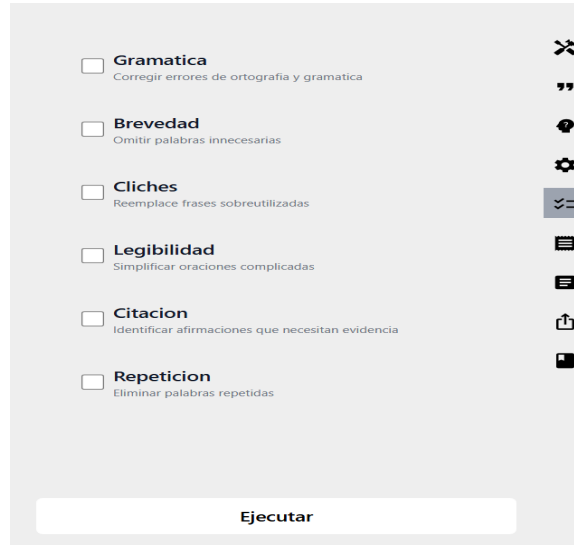 Gramatica
Corregir errores de ortografia y gramatica
Brevedad
Omitir palabras innecesarias
Cliches
Reemplace frases sobreutilizadas
Legibilidad
Simplificar oraciones complicadas
Citacion
Identificar afirmaciones que necesitan evidencia
Repeticion
Eliminar palabras repetidas
Ejecutar